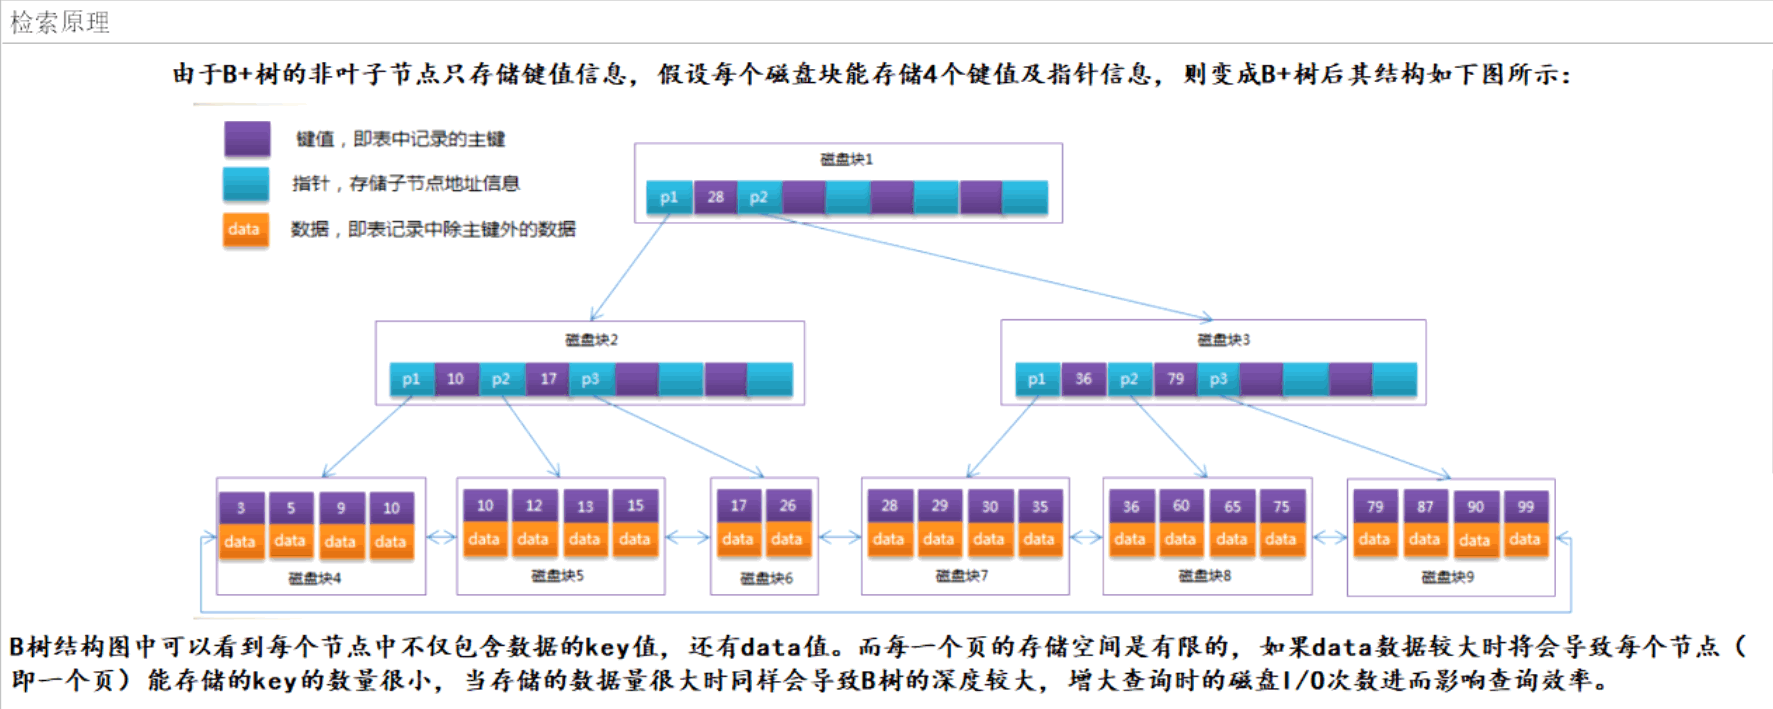 检索原理
由于B+树的非叶子节点只存储键值信息，假设每个磁盘块能存储4个键值及指针信息，则变成B+树后其结构如下图所示：
键值，即表中记录的主键
指针，存储子节点地址信息
data 数据，即表记录中除主键外的数据
磁盘块1
p1 28 p2
磁盘块2
p1 10 p2 17 p3
磁盘块3
p1 36 p2 79 p3
3 5 9 10
data data data data
磁盘块4
10 12 13 15
data data data data
磁盘块5
17 26
data data
磁盘块6
28 29 30 35
data data data data
磁盘块7
36 60 65 75
data data data data
磁盘块8
79 87 90 99
data data data data
磁盘块9
B树结构图中可以看到每个节点中不仅包含数据的key值，还有data值。而每一个页的存储空间是有限的，如果data数据较大时将会导致每个节点（
即一个页）能存储的key的数量很小，当存储的数据量很大时同样会导致B树的深度较大，增大查询时的磁盘I/O次数进而影响查询效率。